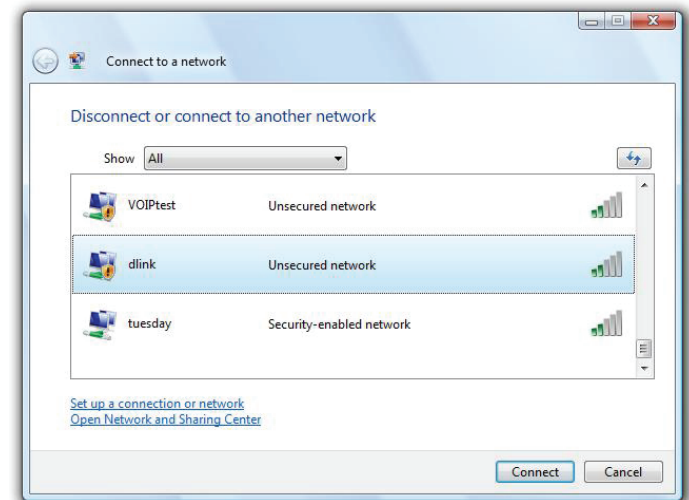 Connect to a network
Disconnect or connect to another network
Show All
VOIPtest Unsecured network
dlink Unsecured network
tuesday Security-enabled network
Set up a connection or network
Open Network and Sharing Center
Connect Cancel